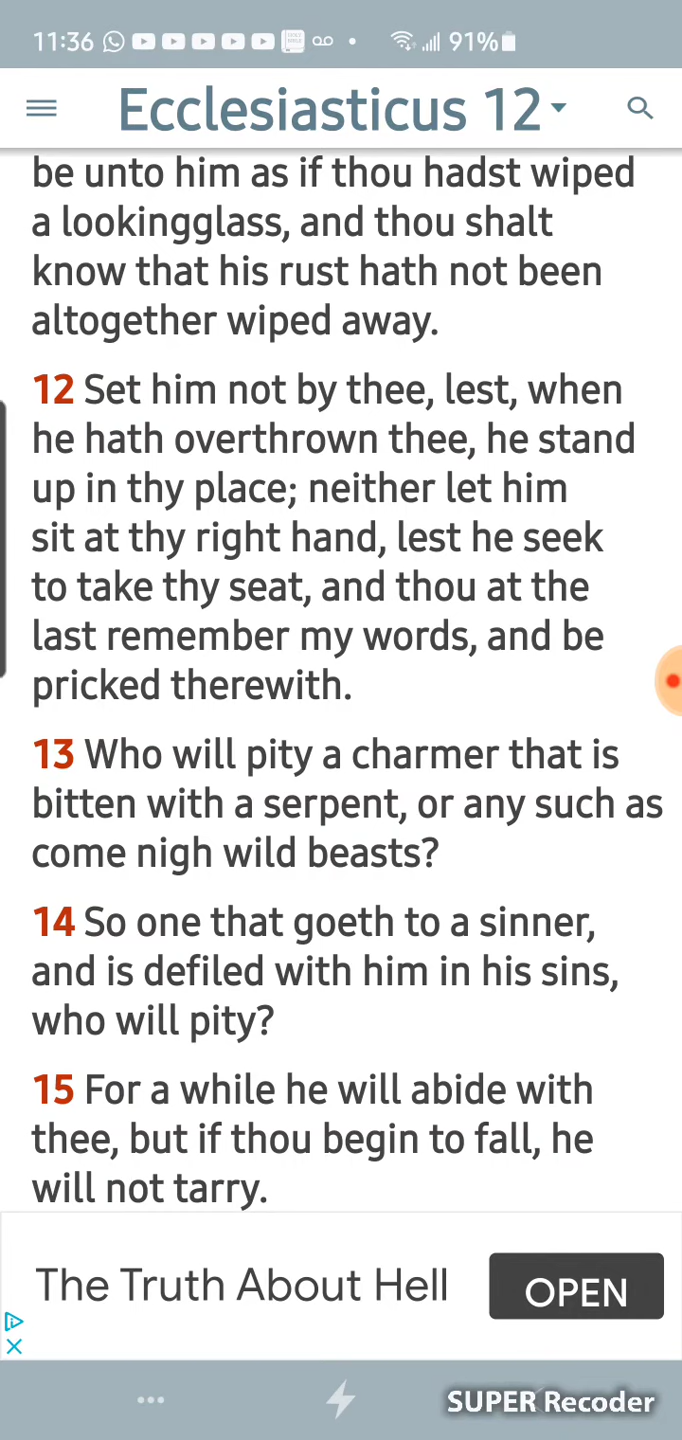 11:36 91%
Ecclesiasticus 12
be unto him as if thou hadst wiped
a lookingglass, and thou shalt
know that his rust hath not been
altogether wiped away.
12 Set him not by thee, lest, when
he hath overthrown thee, he stand
up in thy place; neither let him
sit at thy right hand, lest he seek
to take thy seat, and thou at the
last remember my words, and be
pricked therewith.
13 Who will pity a charmer that is
bitten with a serpent, or any such as
come nigh wild beasts?
14 So one that goeth to a sinner,
and is defiled with him in his sins,
who will pity?
15 For a while he will abide with
thee, but if thou begin to fall, he
will not tarry.
The Truth About Hell OPEN
SUPER Recoder